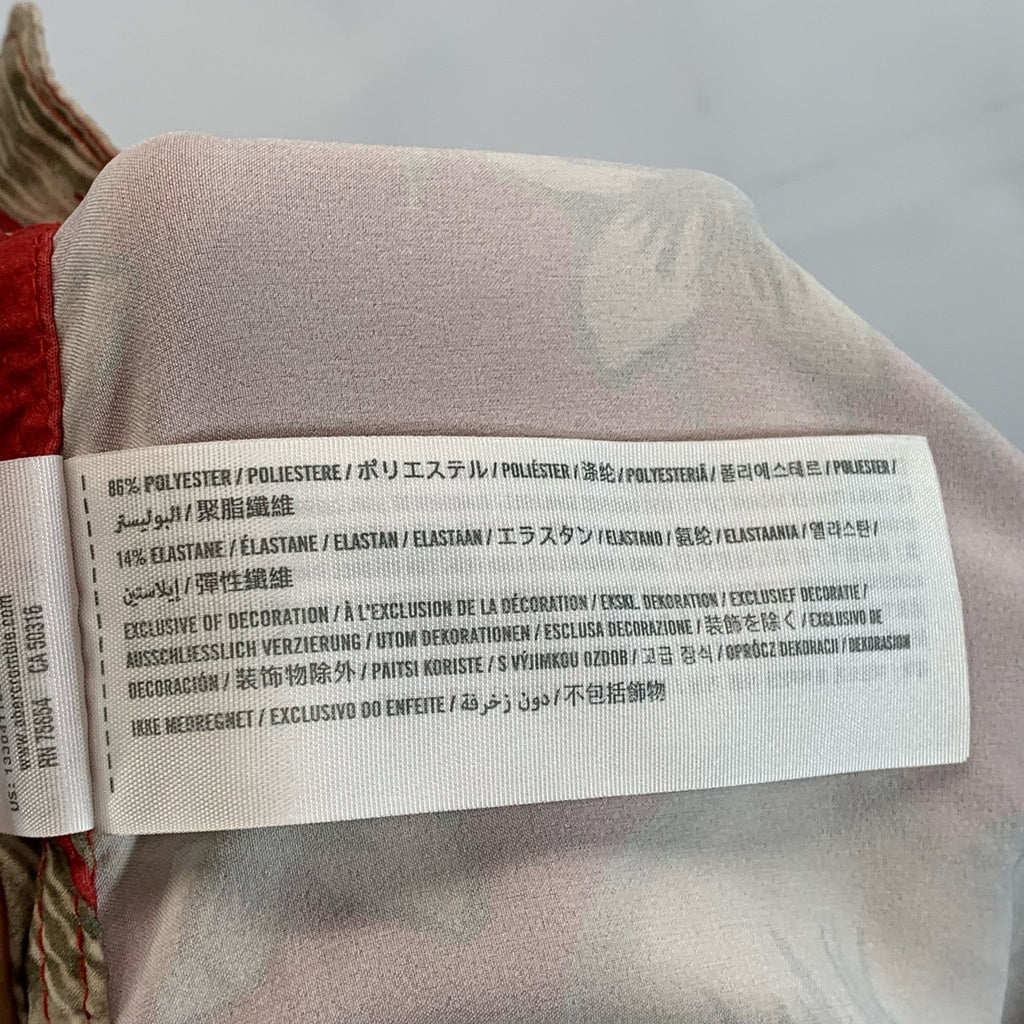 86% POLYESTER / POLIESTERE / ポリエステル / POLIÉSTER / 涤纶 / POLYESTERIÄ / 폴리에스테르 / POLIJESTER /
البوليستر / 聚脂纖維
14% ELASTANE / ÉLASTANE / ELASTAN / ELASTAAN / エラスタン / ELASTANO / 氨纶 / ELASTAANIA / 엘라스탄 /
إيلاستين / 彈性纖維
EXCLUSIVE OF DECORATION / À L'EXCLUSION DE LA DÉCORATION / EKSKL. DEKORATION / EXCLUSIEF DECORATIE /
AUSSCHLIESSLICH VERZIERUNG / UTOM DEKORATIONEN / ESCLUSA DECORAZIONE / 装飾を除く / EXCLUSIVO DE
DECORACIÓN / 装饰物除外 / PAITSI KORISTE / S VÝJIMKOU OZDOB / 고급 장식 / OPRÓCZ DEKORACJI / DEKORASJON
IKKE MEDREGNET / EXCLUSIVO DO ENFEITE / دون زخرفة / 不包括飾物
www.abercrombie.com
RN 75654 CA 50316